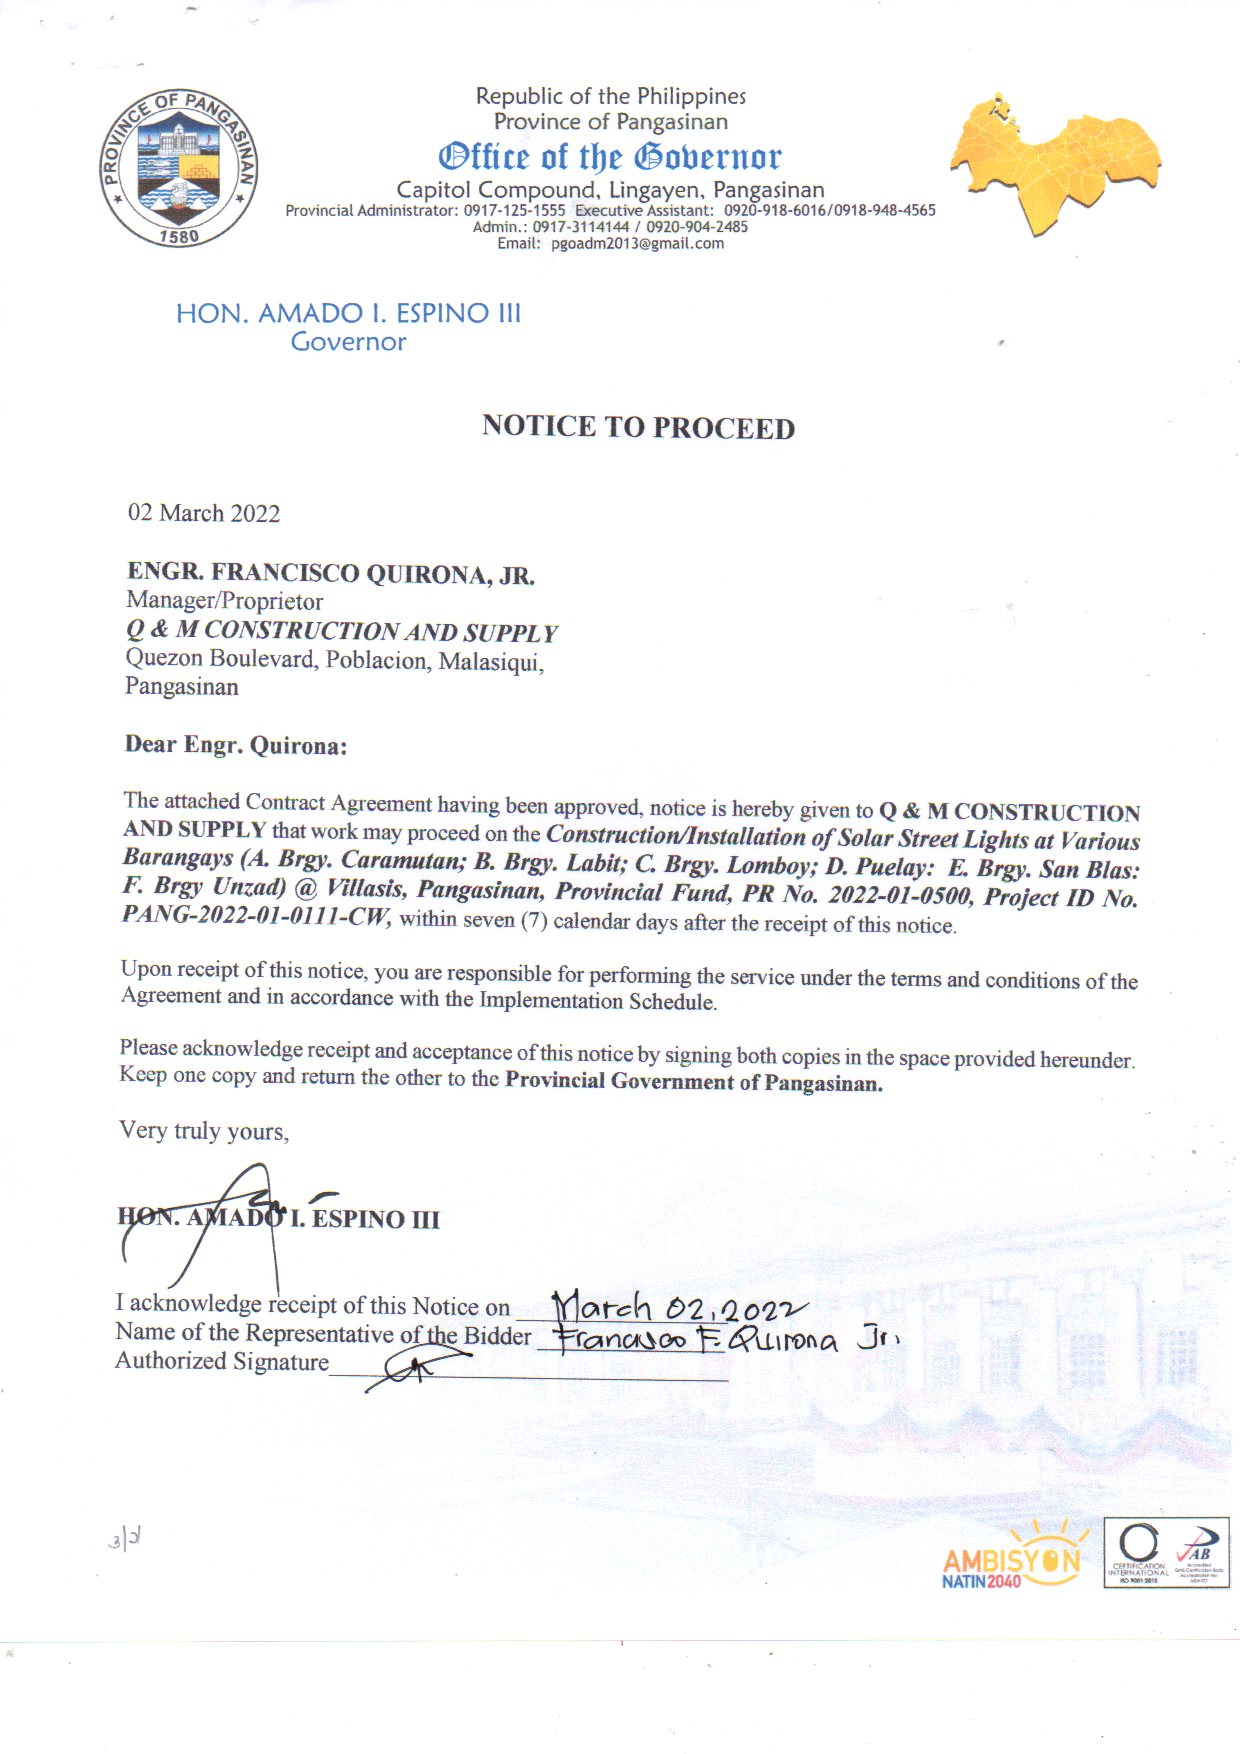 Republic of the Philippines
Province of Pangasinan
Office of the Governor
Capitol Compound, Lingayen, Pangasinan
Provincial Administrator: 0917-125-1555 Executive Assistant: 0920-918-6016/0918-948-4565
Admin.: 0917-3114144 / 0920-904-2485
Email: pgoadm2013@gmail.com
PROVINCE OF PANGASINAN
1580
HON. AMADO I. ESPINO III
Governor
NOTICE TO PROCEED
02 March 2022
ENGR. FRANCISCO QUIRONA, JR.
Manager/Proprietor
Q & M CONSTRUCTION AND SUPPLY
Quezon Boulevard, Poblacion, Malasiqui,
Pangasinan
Dear Engr. Quirona:
The attached Contract Agreement having been approved, notice is hereby given to Q & M CONSTRUCTION
AND SUPPLY that work may proceed on the Construction/Installation of Solar Street Lights at Various
Barangays (A. Brgy. Caramutan; B. Brgy. Labit; C. Brgy. Lomboy; D. Puelay: E. Brgy. San Blas:
F. Brgy Unzad) @ Villasis, Pangasinan, Provincial Fund, PR No. 2022-01-0500, Project ID No.
PANG-2022-01-0111-CW, within seven (7) calendar days after the receipt of this notice.
Upon receipt of this notice, you are responsible for performing the service under the terms and conditions of the
Agreement and in accordance with the Implementation Schedule.
Please acknowledge receipt and acceptance of this notice by signing both copies in the space provided hereunder.
Keep one copy and return the other to the Provincial Government of Pangasinan.
Very truly yours,
HON. AMADO I. ESPINO III
I acknowledge receipt of this Notice on March 02, 2022
Name of the Representative of the Bidder Francisco F. Quirona Jr.
Authorized Signature
AMBISYON
NATIN 2040
CERTIFICATION
INTERNATIONAL
ISO 9001:2015
PAB
Accredited